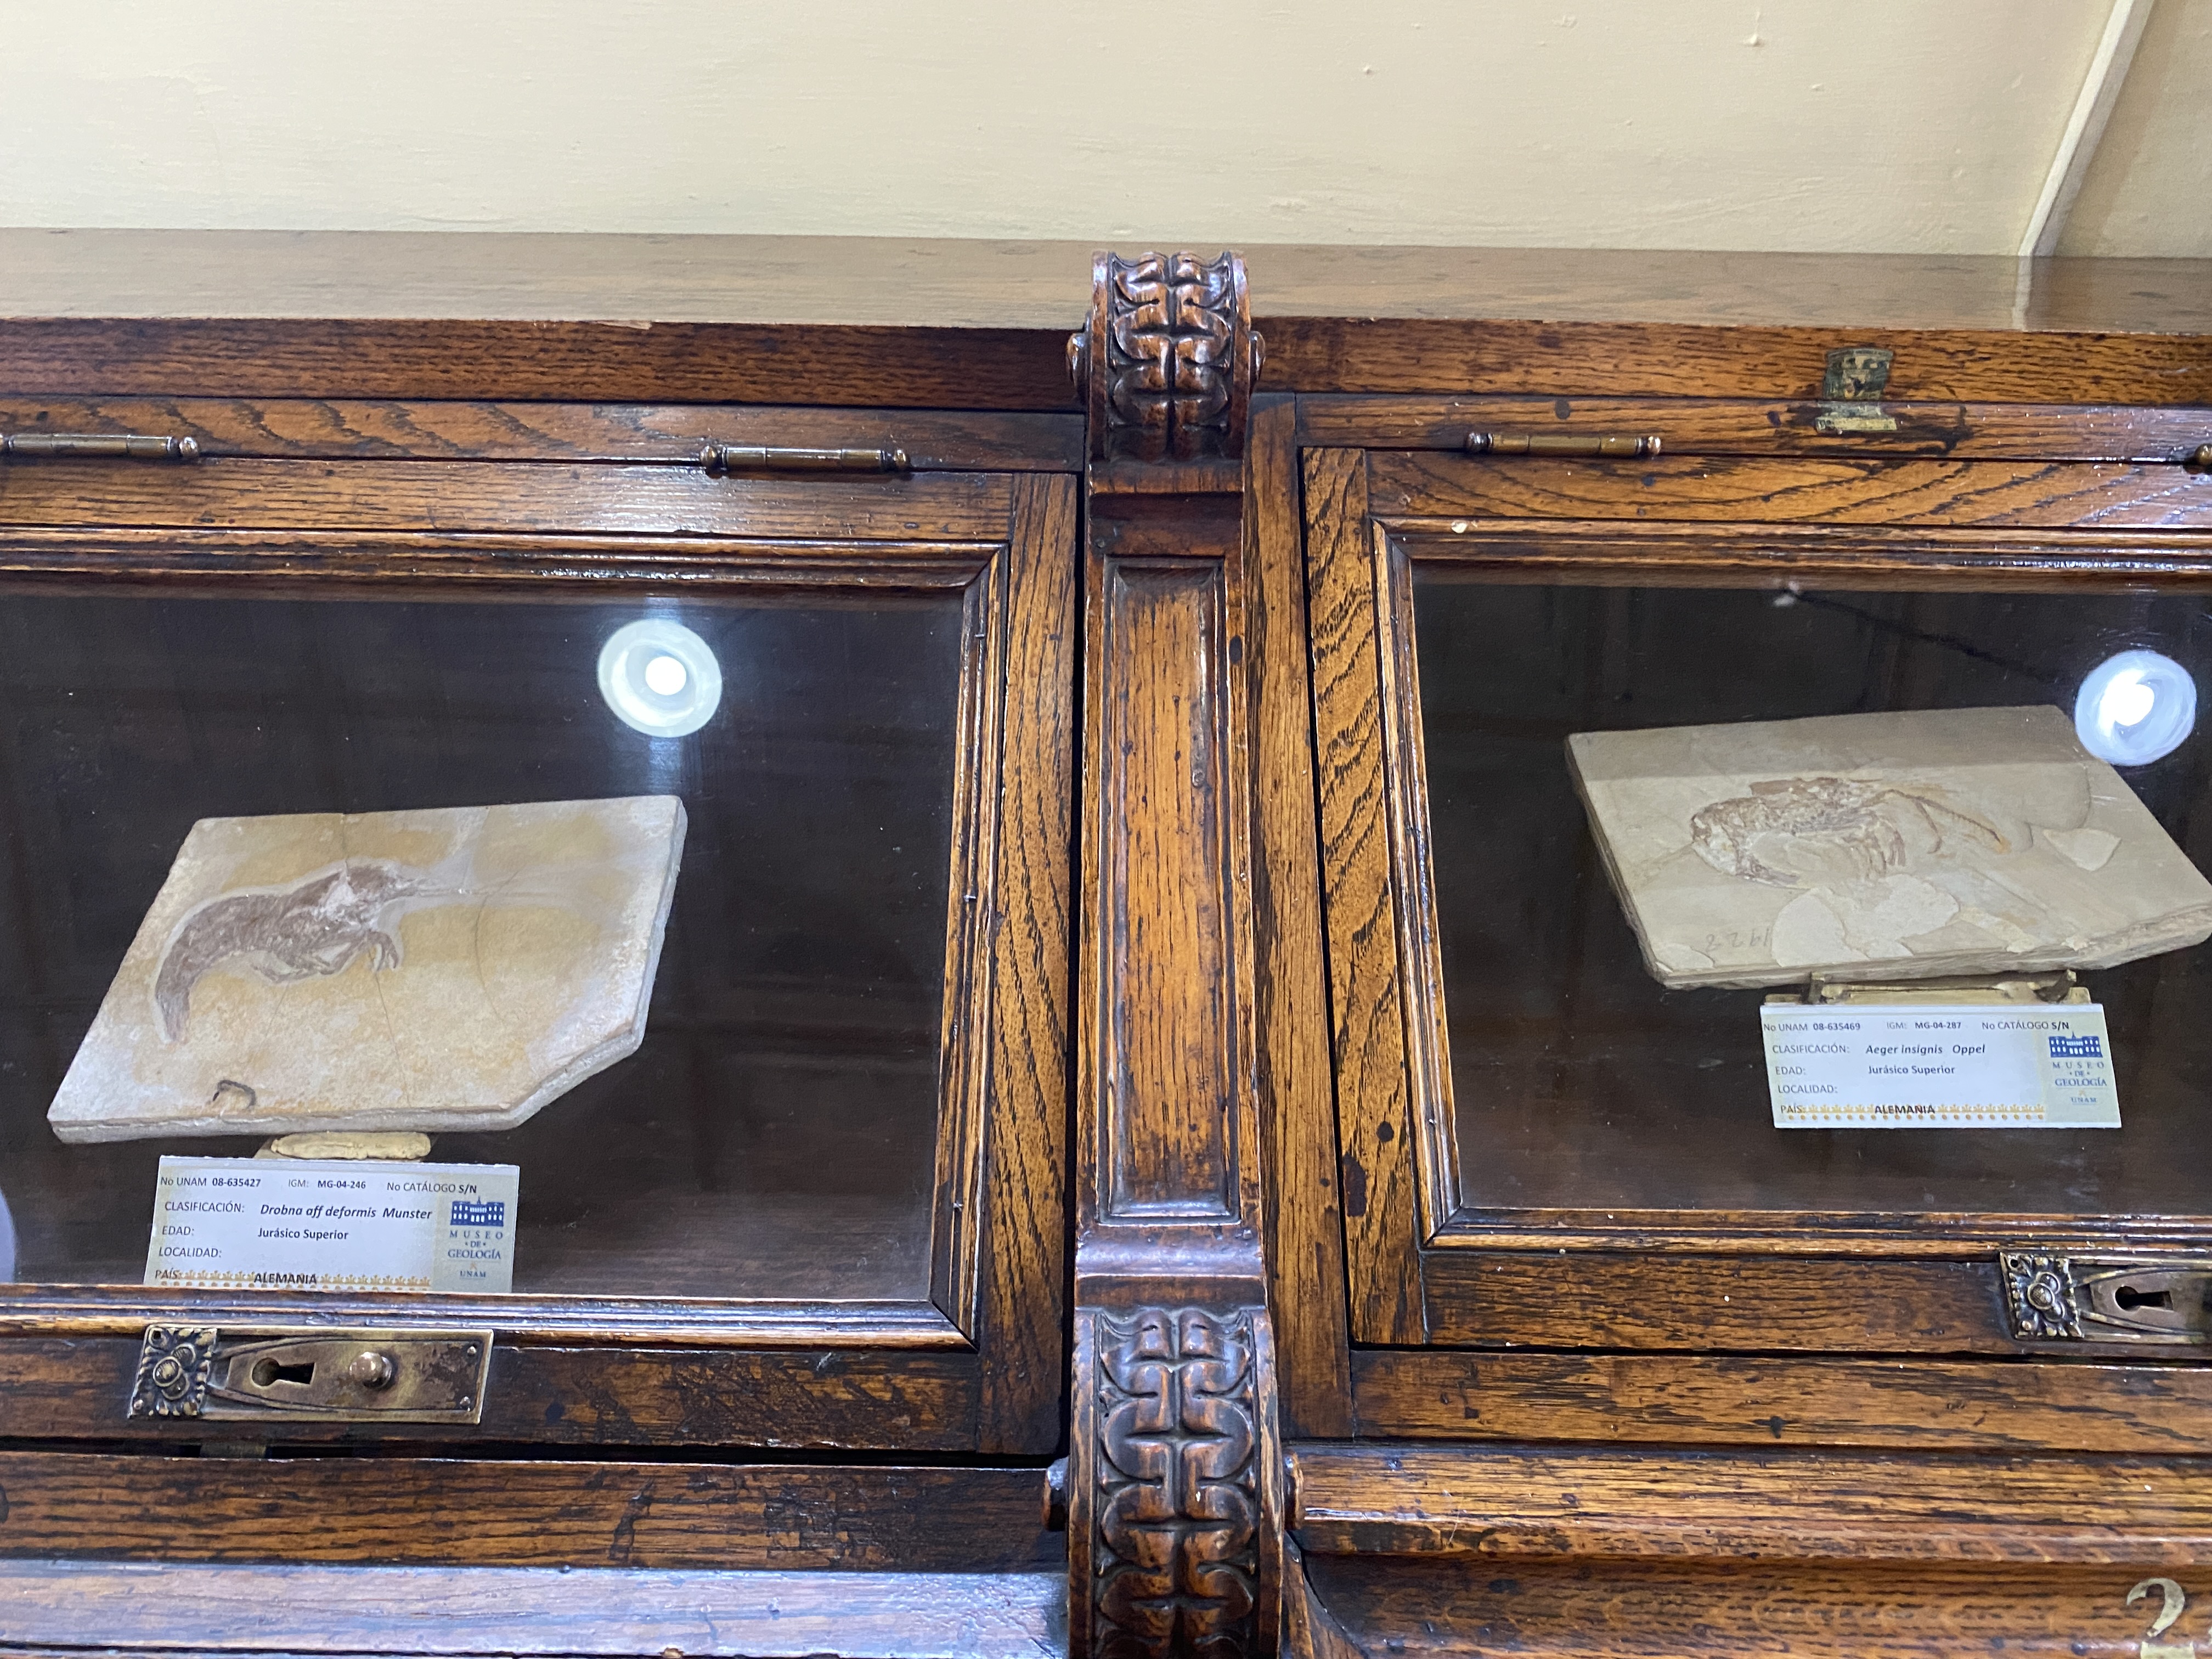 No UNAM 08-635427 IGM: MG-04-246 No CATÁLOGO S/N
CLASIFICACIÓN: Drobna aff deformis Munster
EDAD: Jurásico Superior
LOCALIDAD:
PAÍS: ALEMANIA
MUSEO
• DE •
GEOLOGÍA
UNAM
1922
No UNAM 08-635469 IGM: MG-04-287 No CATÁLOGO S/N
CLASIFICACIÓN: Aeger insignis Oppel
EDAD: Jurásico Superior
LOCALIDAD:
PAÍS: ALEMANIA
MUSEO
• DE •
GEOLOGÍA
UNAM
2